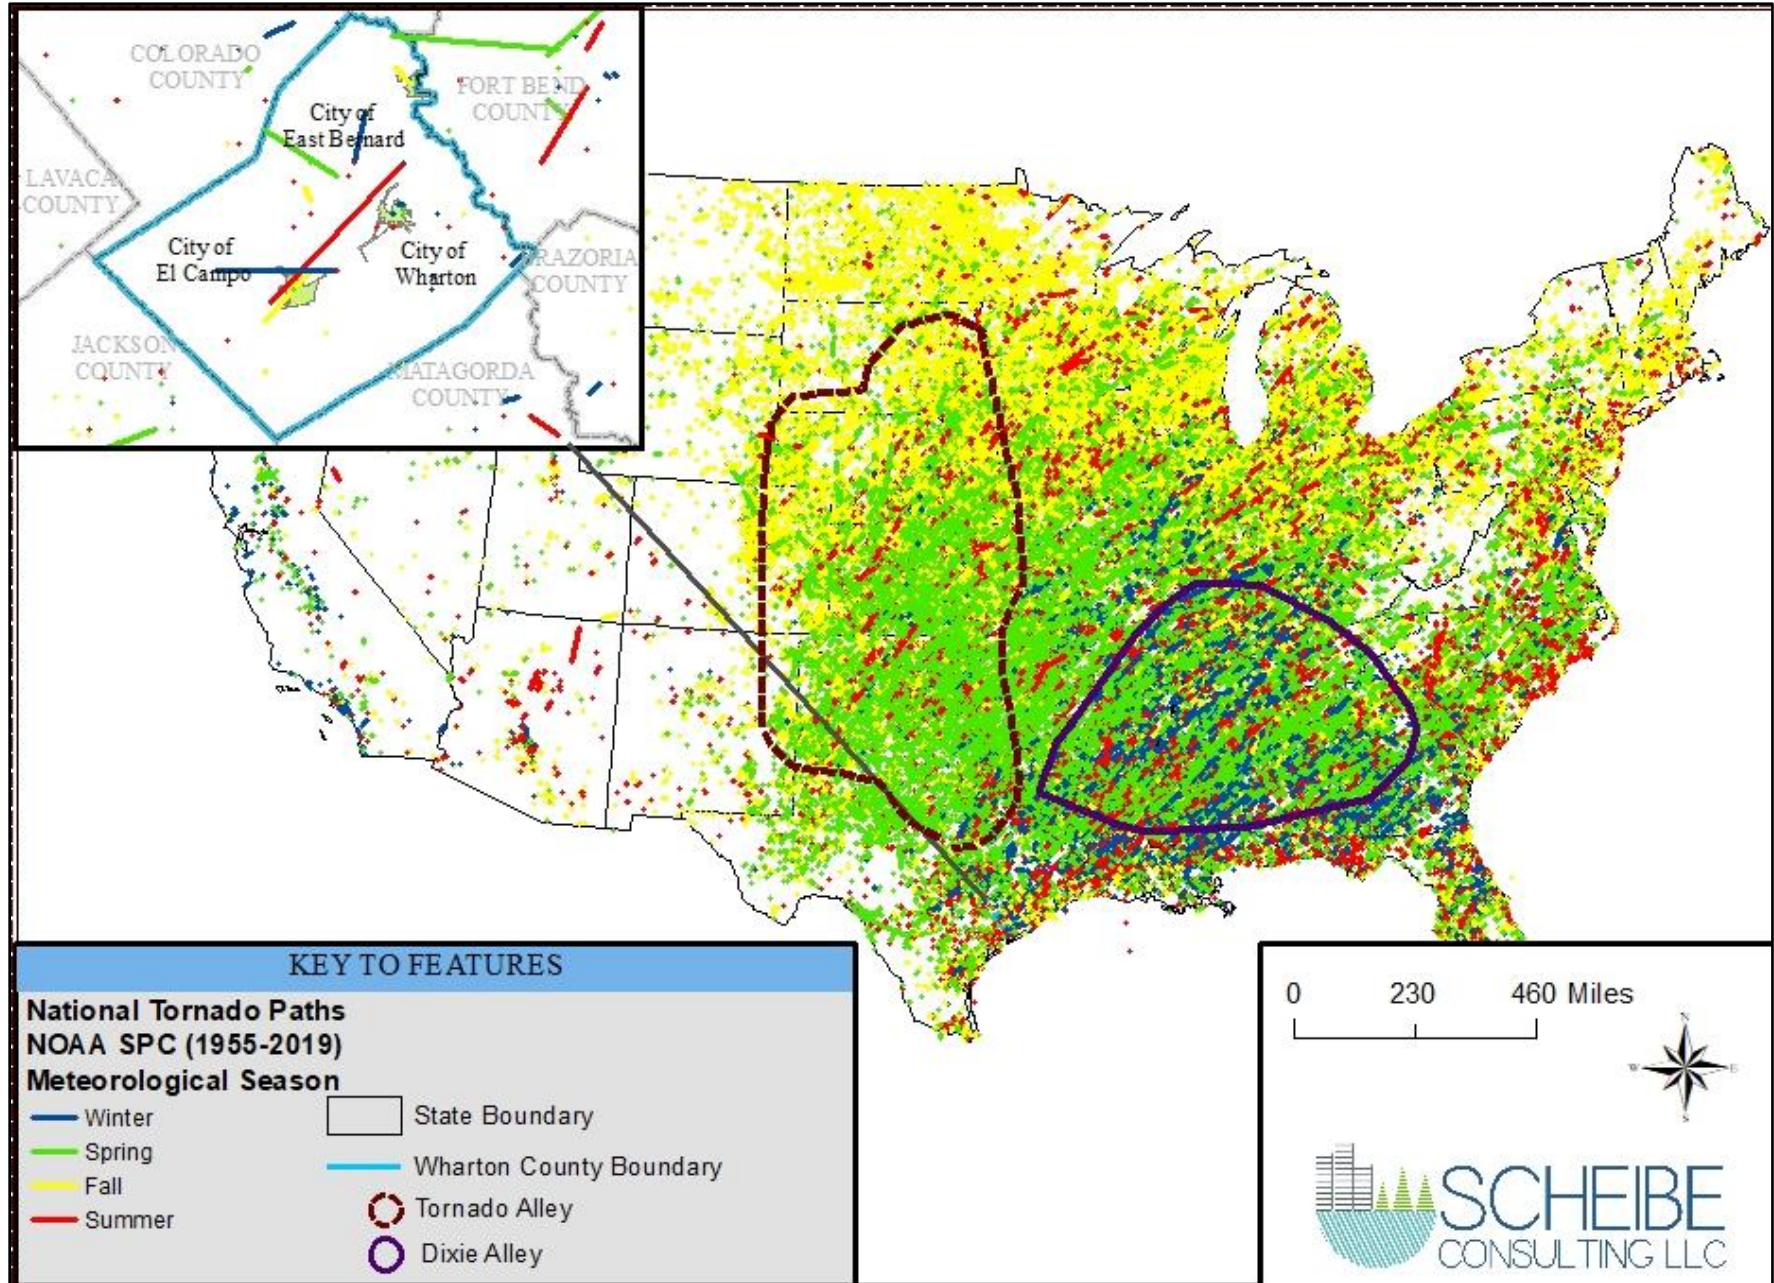 COLORADO
COUNTY
FORT BEND
COUNTY
City of
East Bernard
LAVACA
COUNTY
City of
El Campo
City of
Wharton
BRAZORIA
COUNTY
JACKSON
COUNTY
MATAGORDA
COUNTY
KEY TO FEATURES
National Tornado Paths
NOAA SPC (1955-2019)
Meteorological Season
Winter
Spring
Fall
Summer
State Boundary
Wharton County Boundary
Tornado Alley
Dixie Alley
0 230 460 Miles
N
W E
S
SCHEIBE
CONSULTING LLC